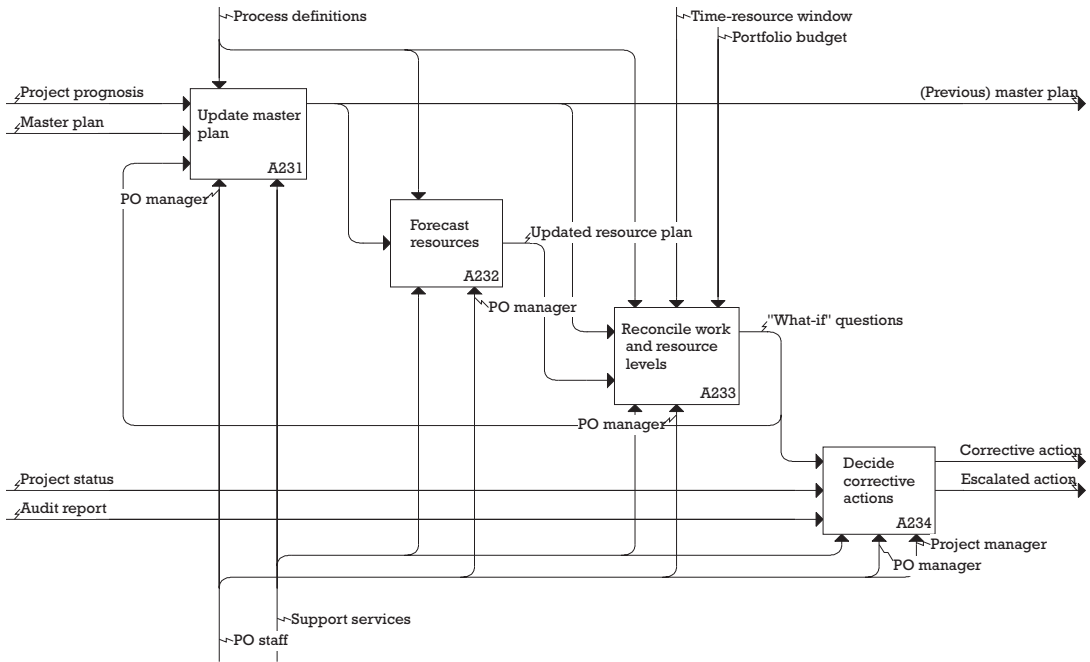 Process definitions
Time-resource window
Portfolio budget
Project prognosis
(Previous) master plan
Update master
plan
Master plan
A231
PO manager
Forecast
resources
Updated resource plan
A232
PO manager
"What-if" questions
Reconcile work
and resource
levels
A233
PO manager
Decide
corrective
actions
Corrective action
Project status
Escalated action
Audit report
A234
Project manager
PO manager
Support services
PO staff